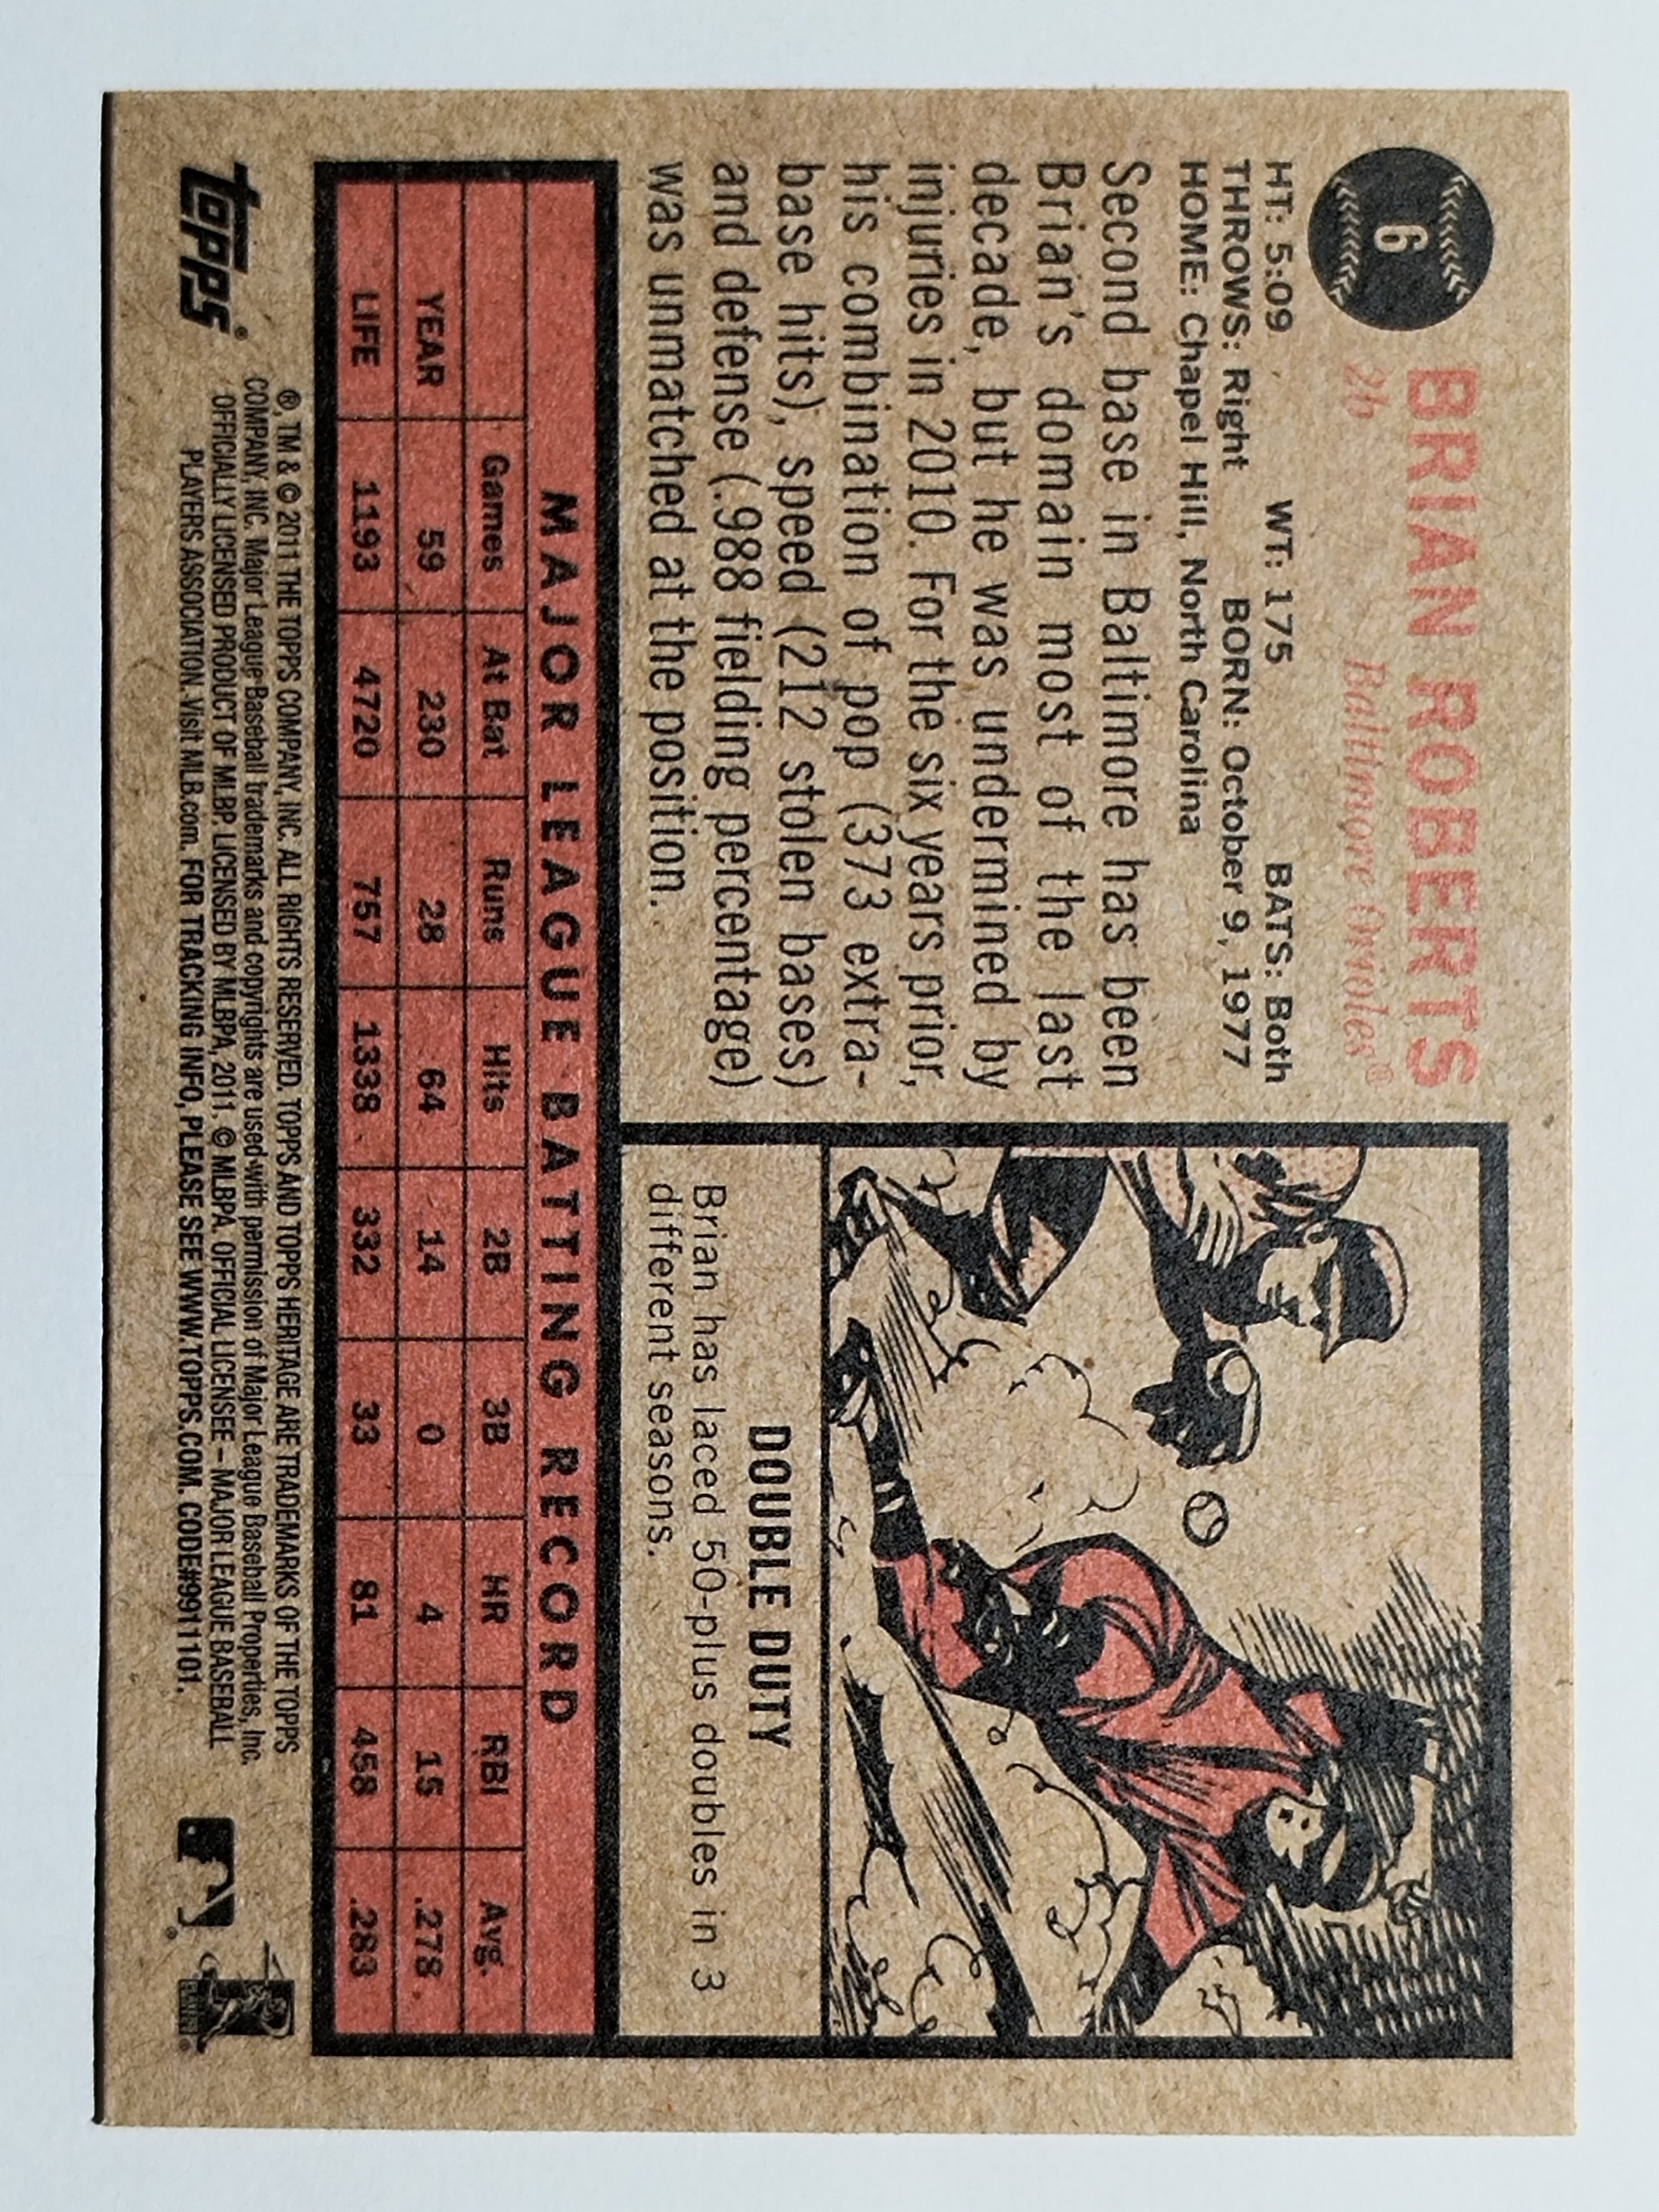 6
BRIAN ROBERTS
2b Baltimore Orioles®
HT: 5:09 WT: 175 BATS: Both
THROWS: Right BORN: October 9, 1977
HOME: Chapel Hill, North Carolina
Second base in Baltimore has been
Brian's domain most of the last
decade, but he was undermined by
injuries in 2010. For the six years prior,
his combination of pop (373 extra-
base hits), speed (212 stolen bases)
and defense (.988 fielding percentage)
was unmatched at the position.
DOUBLE DUTY
Brian has laced 50-plus doubles in 3
different seasons.
MAJOR LEAGUE BATTING RECORD
Games At Bat Runs Hits 2B 3B HR RBI Avg.
YEAR 59 230 28 64 14 0 4 15 .278
LIFE 1193 4720 757 1338 332 33 81 458 .283
topps®
®, TM & © 2011 THE TOPPS COMPANY, INC. ALL RIGHTS RESERVED. TOPPS AND TOPPS HERITAGE ARE TRADEMARKS OF THE TOPPS
COMPANY, INC. Major League Baseball trademarks and copyrights are used with permission of Major League Baseball Properties, Inc.
OFFICIALLY LICENSED PRODUCT OF MLBP, LICENSED BY MLBPA, 2011, © MLBPA, OFFICIAL LICENSEE – MAJOR LEAGUE BASEBALL
PLAYERS ASSOCIATION. Visit MLB.com. FOR TRACKING INFO, PLEASE SEE WWW.TOPPS.COM. CODE#9911101.